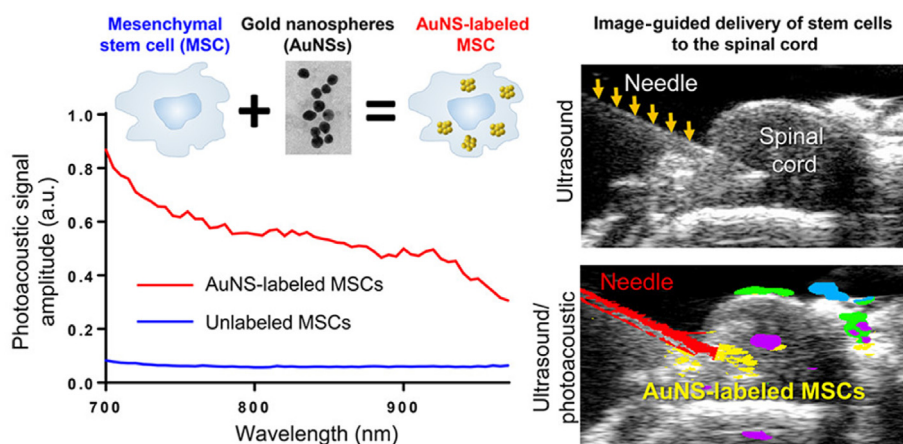 Mesenchymal
stem cell (MSC)
Gold nanospheres
(AuNSs)
AuNS-labeled
MSC
+
=
Photoacoustic signal
amplitude (a.u.)
1.0
0.8
0.6
0.4
0.2
0.0
AuNS-labeled MSCs
Unlabeled MSCs
700
800
900
Wavelength (nm)
Image-guided delivery of stem cells
to the spinal cord
Ultrasound
Needle
Spinal
cord
Ultrasound/
photoacoustic
Needle
AuNS-labeled MSCs